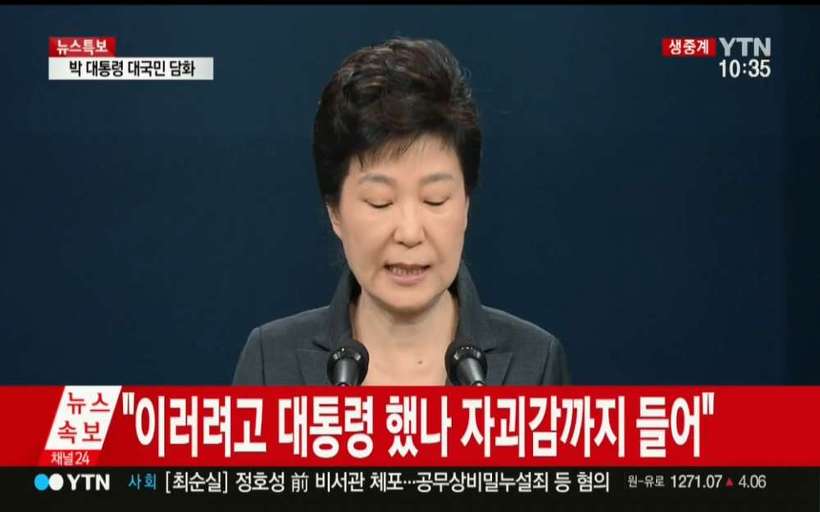 뉴스특보
박 대통령 대국민 담화
생중계 YTN
10:35
뉴스
속보
채널24
"이러려고 대통령 했나 자괴감까지 들어"
YTN 사회 [최순실] 정호성 前 비서관 체포···공무상비밀누설죄 등 혐의 원-유로 1271.07 ▲ 4.06